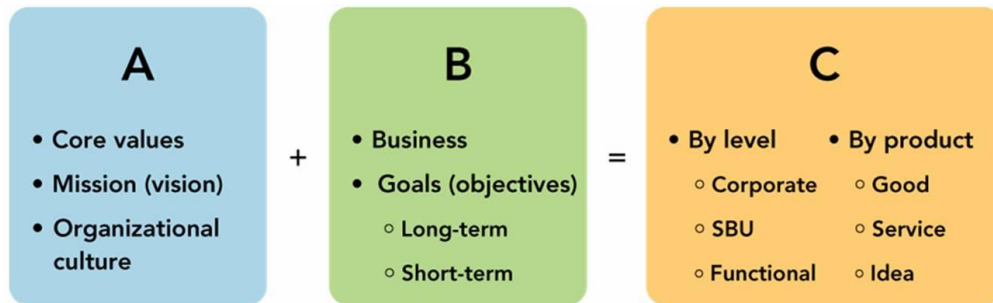 A
• Core values
• Mission (vision)
• Organizational
culture
+
B
• Business
• Goals (objectives)
○ Long-term
○ Short-term
=
C
• By level
○ Corporate
○ SBU
○ Functional
• By product
○ Good
○ Service
○ Idea